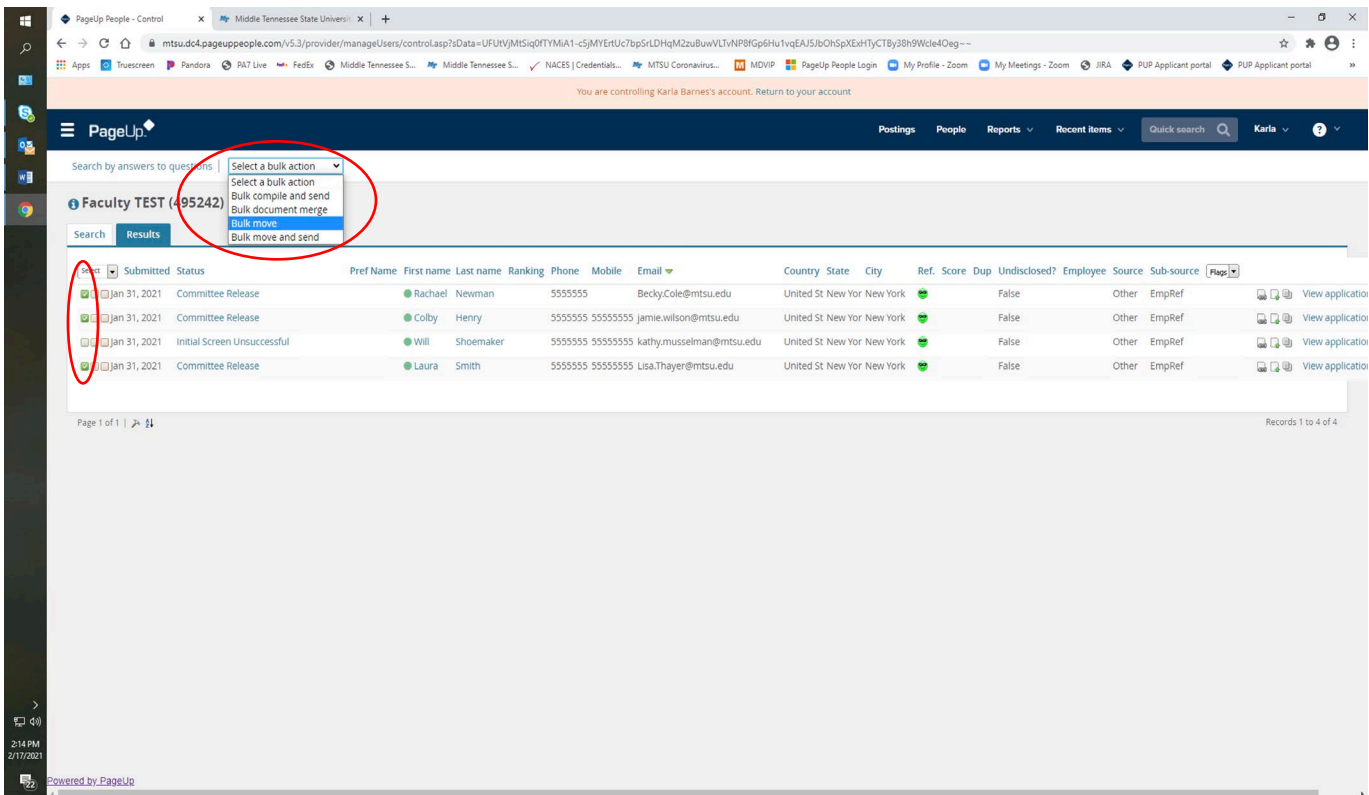 PageUp People - Control
Middle Tennessee State Universit
mtsu.dc4.pageuppeople.com/v5.3/provider/manageUsers/control.asp?sData=UFUtVjMtSiq0fTYMiA1-c5jMYErtUc7bpSrLDHqM2zuBuwVLTvNP8fGp6Hu1vqEAJ5JbOhSpXExHTyCTBy38h9Wcle4Oeg~~
Apps Truescreen Pandora PA7 Live FedEx Middle Tennessee S... Middle Tennessee S... NACES | Credentials... MTSU Coronavirus... MDVIP PageUp People Login My Profile - Zoom My Meetings - Zoom JIRA PUP Applicant portal PUP Applicant portal »
You are controlling Karla Barnes's account. Return to your account
PageUp. Postings People Reports Recent items Quick search Karla ?
Search by answers to questions | Select a bulk action
Select a bulk action
Bulk compile and send
Bulk document merge
Bulk move
Bulk move and send
Faculty TEST (495242)
Search Results
Select Submitted Status Pref Name First name Last name Ranking Phone Mobile Email Country State City Ref. Score Dup Undisclosed? Employee Source Sub-source Flags
Jan 31, 2021 Committee Release Rachael Newman 5555555 Becky.Cole@mtsu.edu United St New Yor New York False Other EmpRef View application
Jan 31, 2021 Committee Release Colby Henry 5555555 55555555 jamie.wilson@mtsu.edu United St New Yor New York False Other EmpRef View application
Jan 31, 2021 Initial Screen Unsuccessful Will Shoemaker 5555555 55555555 kathy.musselman@mtsu.edu United St New Yor New York False Other EmpRef View application
Jan 31, 2021 Committee Release Laura Smith 5555555 55555555 Lisa.Thayer@mtsu.edu United St New Yor New York False Other EmpRef View application
Page 1 of 1 | Records 1 to 4 of 4
2:14 PM
2/17/2021
22
Powered by PageUp